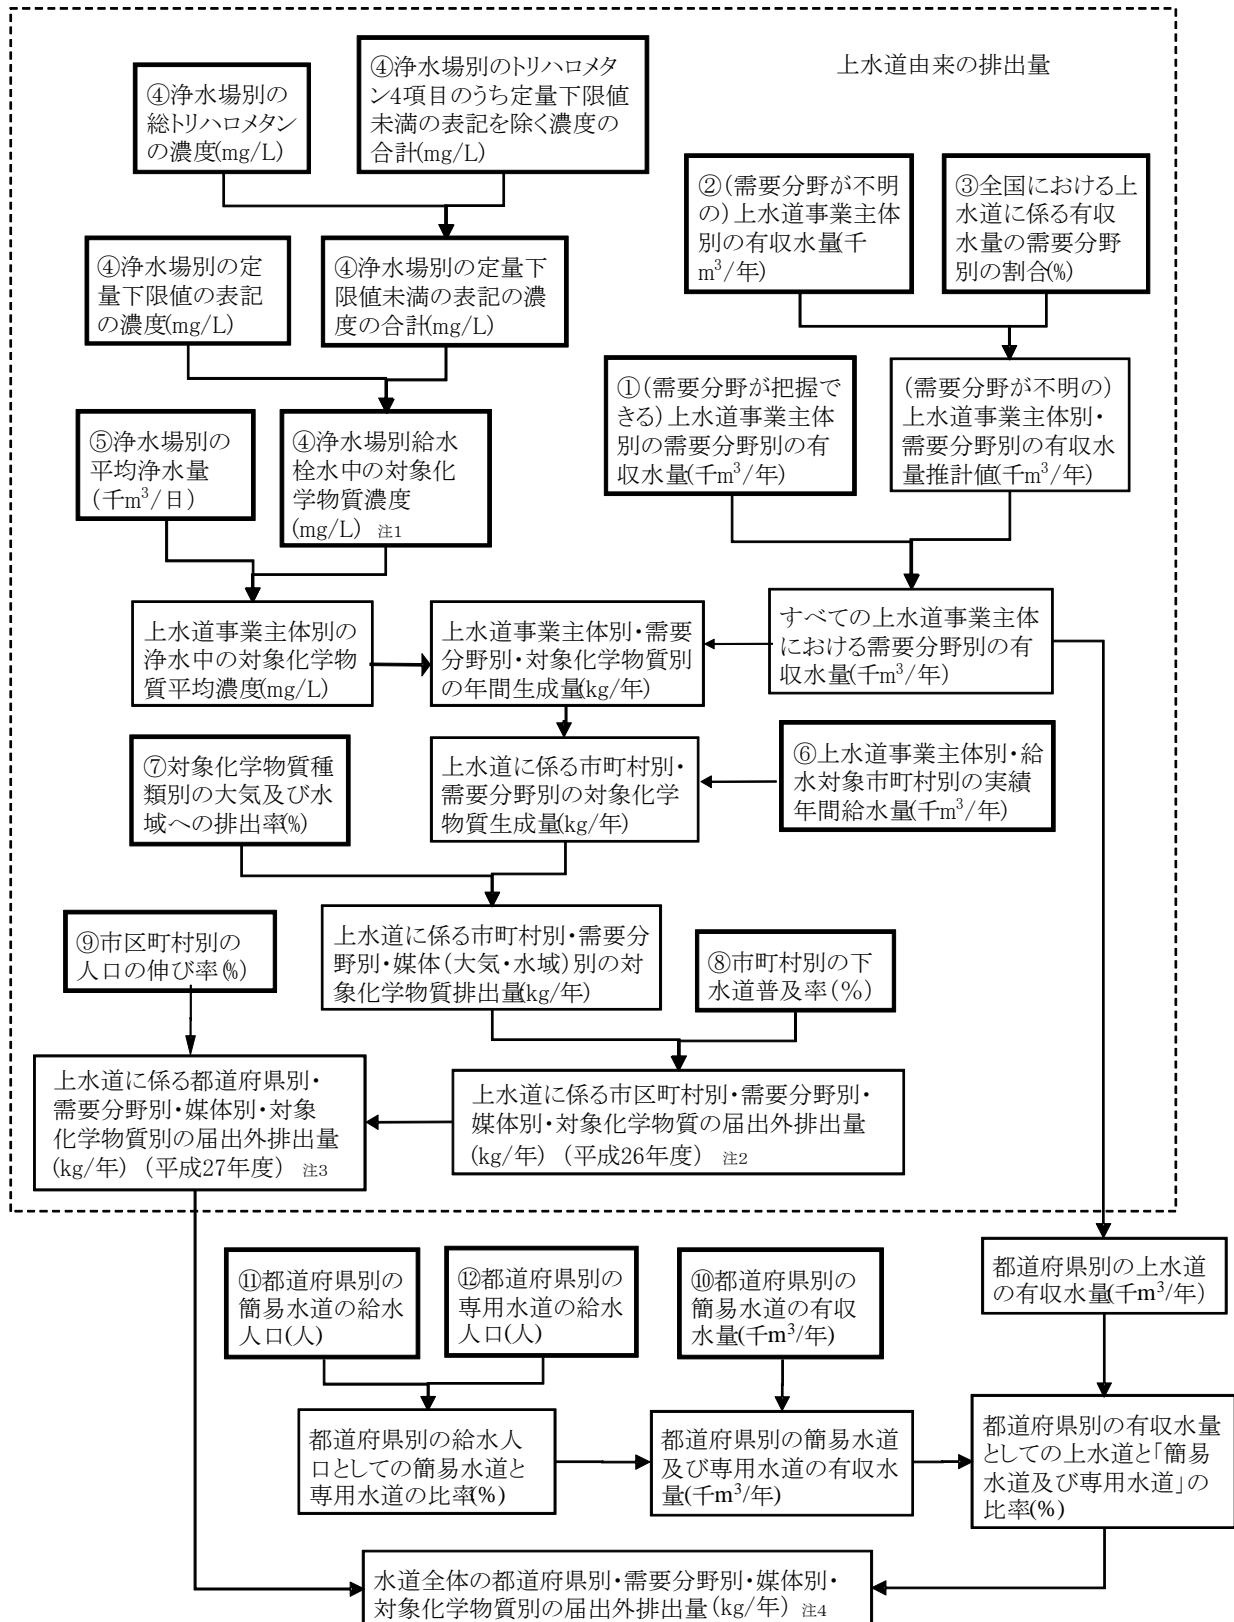 上水道由来の排出量
④浄水場別の
総トリハロメタン
の濃度(mg/L)
④浄水場別のトリハロメタ
ン4項目のうち定量下限値
未満の表記を除く濃度の
合計(mg/L)
②(需要分野が不明
の)上水道事業主体
別の有収水量(千
m³/年)
③全国における上
水道に係る有収
水量の需要分野
別の割合(%)
④浄水場別の定
量下限値の表記
の濃度(mg/L)
④浄水場別の定量下
限値未満の表記の濃
度の合計(mg/L)
①(需要分野が把握で
きる)上水道事業主体
別の需要分野別の有
収水量(千m³/年)
(需要分野が不明の)
上水道事業主体別・
需要分野別の有収水
量推計値(千m³/年)
⑤浄水場別の
平均浄水量
(千m³/日)
④浄水場別給水
栓水中の対象化
学物質濃度
(mg/L) 注1
上水道事業主体別の
浄水中の対象化学物
質平均濃度(mg/L)
上水道事業主体別・需要
分野別・対象化学物質別
の年間生成量(kg/年)
すべての上水道事業主体
における需要分野別の有
収水量(千m³/年)
⑦対象化学物質種
類別の大気及び水
域への排出率(%)
上水道に係る市町村別・
需要分野別の対象化学
物質生成量(kg/年)
⑥上水道事業主体別・給
水対象市町村別の実績
年間給水量(千m³/年)
⑨市区町村別の
人口の伸び率(%)
上水道に係る市町村別・需要分
野別・媒体(大気・水域)別の対
象化学物質排出量(kg/年)
⑧市町村別の下
水道普及率(%)
上水道に係る都道府県別・
需要分野別・媒体別・対象
化学物質別の届出外排出量
(kg/年) (平成27年度) 注3
上水道に係る市区町村別・需要分野別・
媒体別・対象化学物質の届出外排出量
(kg/年) (平成26年度) 注2
⑪都道府県別の
簡易水道の給水
人口(人)
⑫都道府県別の
専用水道の給水
人口(人)
⑩都道府県別の
簡易水道の有収
水量(千m³/年)
都道府県別の上水道
の有収水量(千m³/年)
都道府県別の給水人
口としての簡易水道と
専用水道の比率(%)
都道府県別の簡易水道
及び専用水道の有収水
量(千m³/年)
都道府県別の有収水量
としての上水道と「簡易
水道及び専用水道」の
比率(%)
水道全体の都道府県別・需要分野別・媒体別・
対象化学物質別の届出外排出量(kg/年) 注4